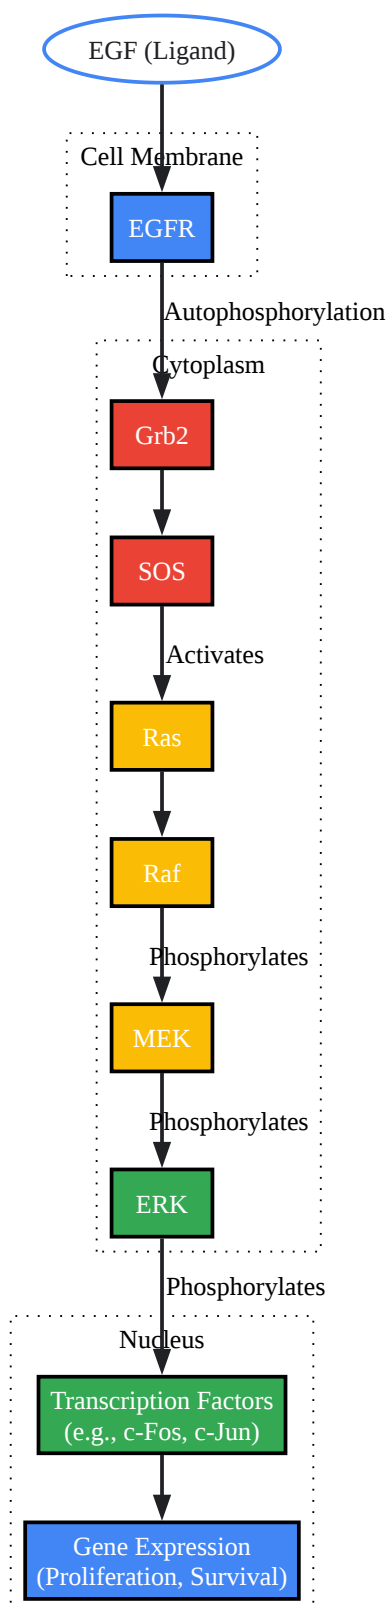 EGF (Ligand)
Cell Membrane
EGFR
Autophosphorylation
Cytoplasm
Grb2
SOS
Activates
Ras
Raf
Phosphorylates
MEK
Phosphorylates
ERK
Phosphorylates
Nucleus
Transcription Factors
(e.g., c-Fos, c-Jun)
Gene Expression
(Proliferation, Survival)